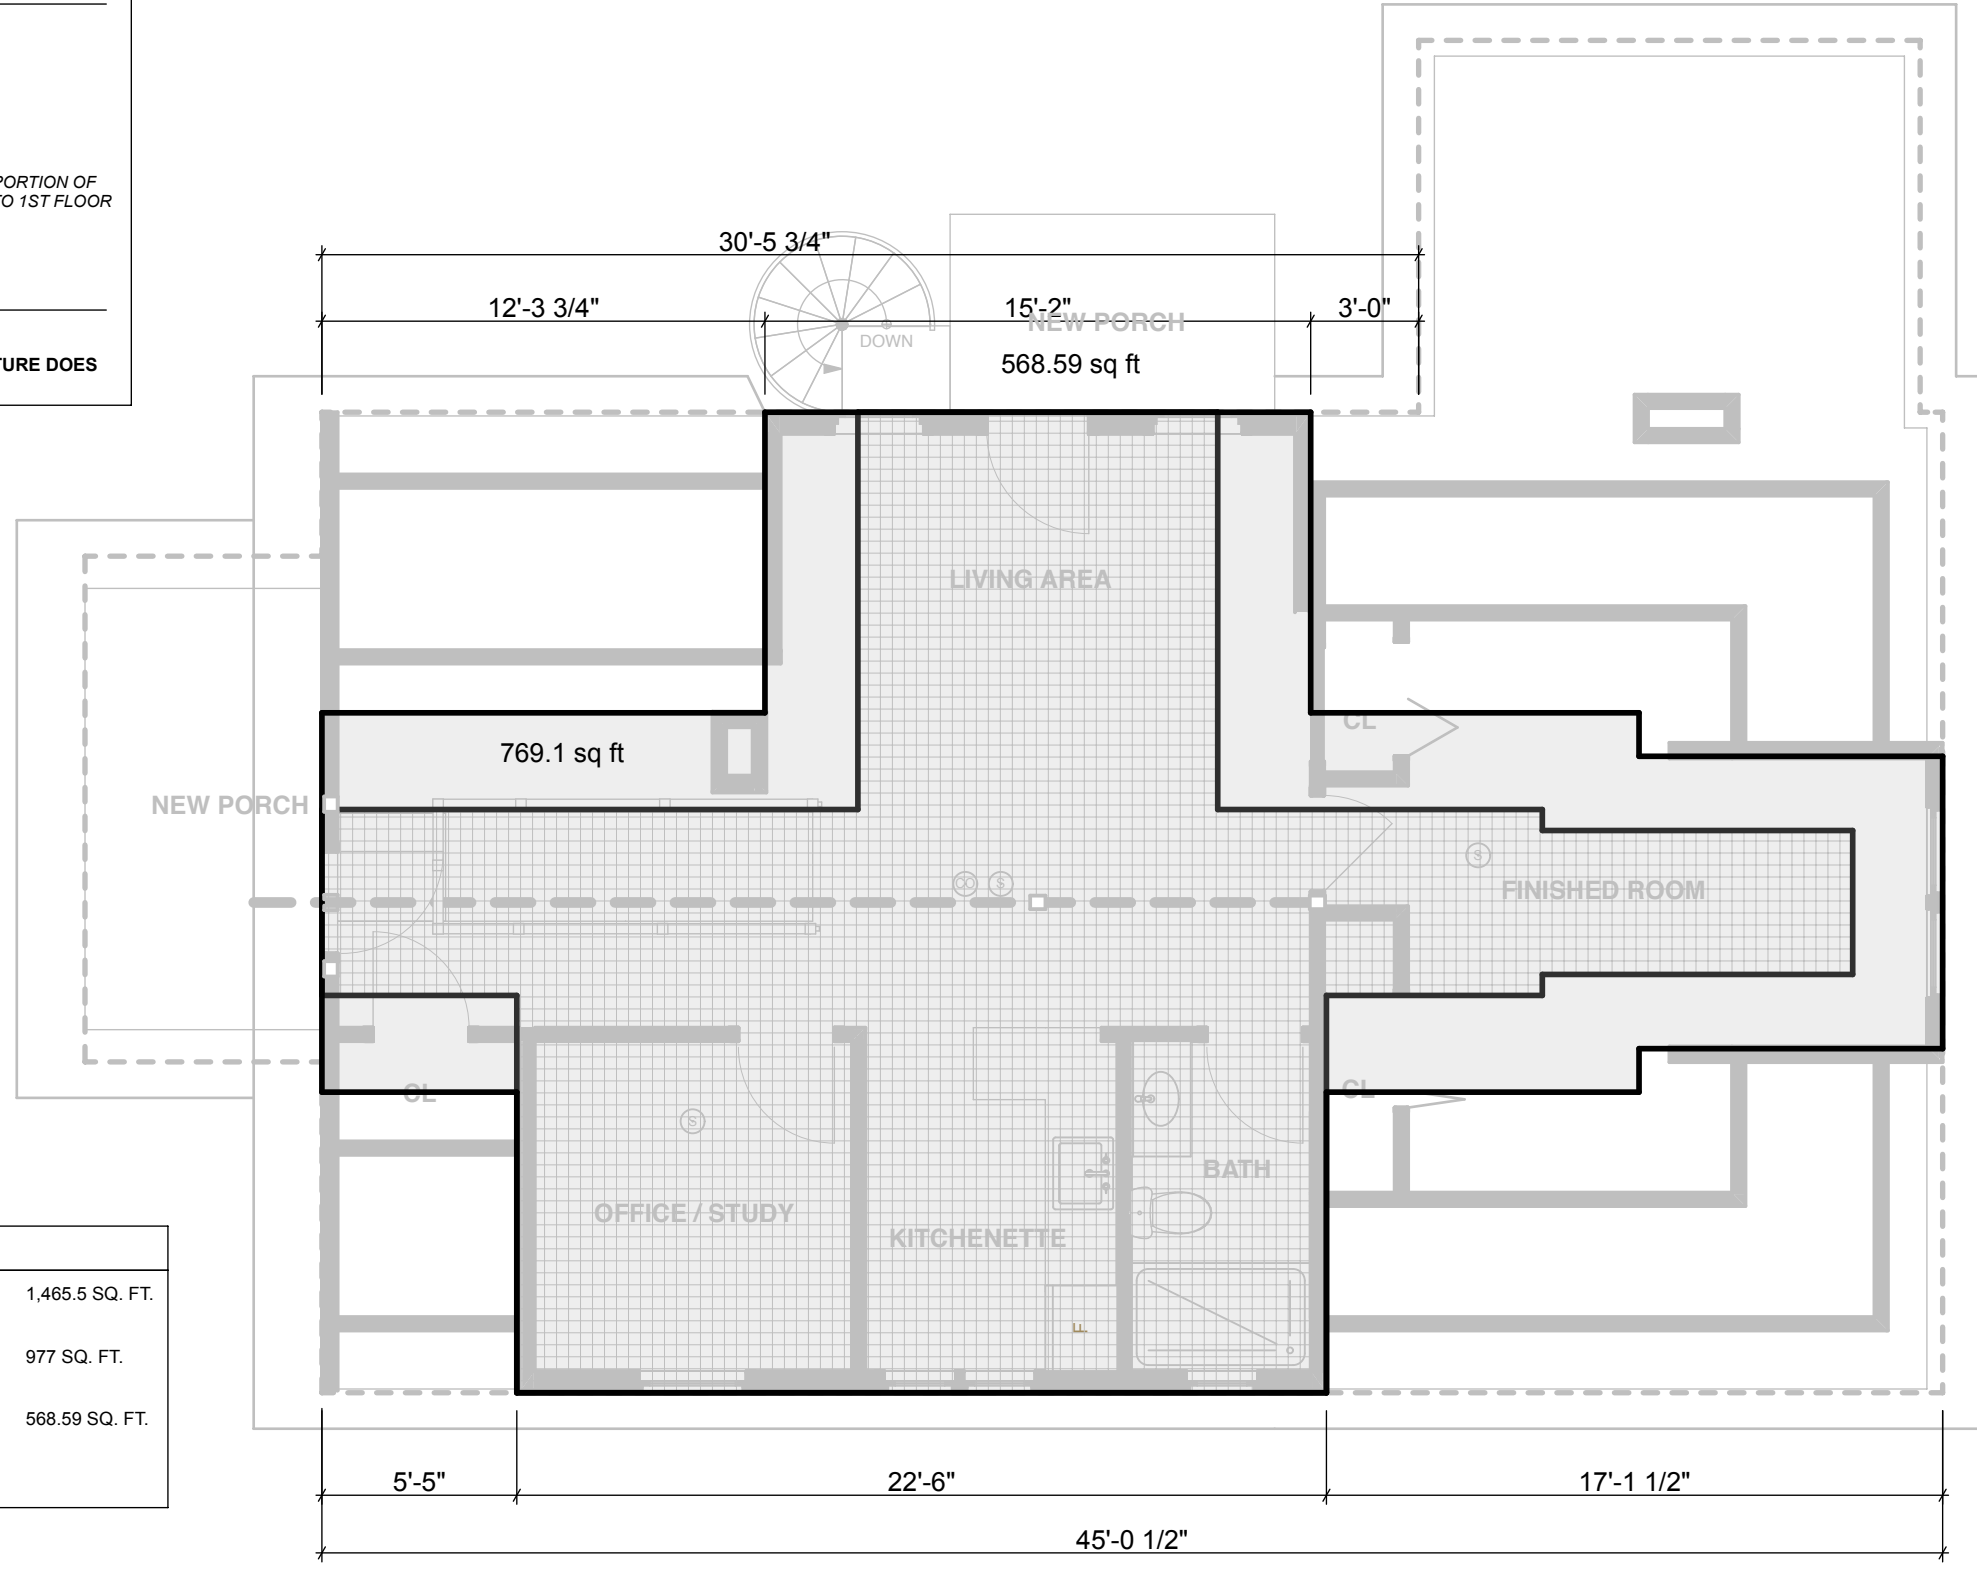 PORTION OF
TO 1ST FLOOR
TURE DOES
30'-5 3/4"
12'-3 3/4"
15'-2"
3'-0"
NEW PORCH
DOWN
568.59 sq ft
LIVING AREA
CL
769.1 sq ft
NEW PORCH
CO
S
S
FINISHED ROOM
CL
CL
S
BATH
OFFICE / STUDY
KITCHENETTE
F.
1,465.5 SQ. FT.
977 SQ. FT.
568.59 SQ. FT.
5'-5"
22'-6"
17'-1 1/2"
45'-0 1/2"